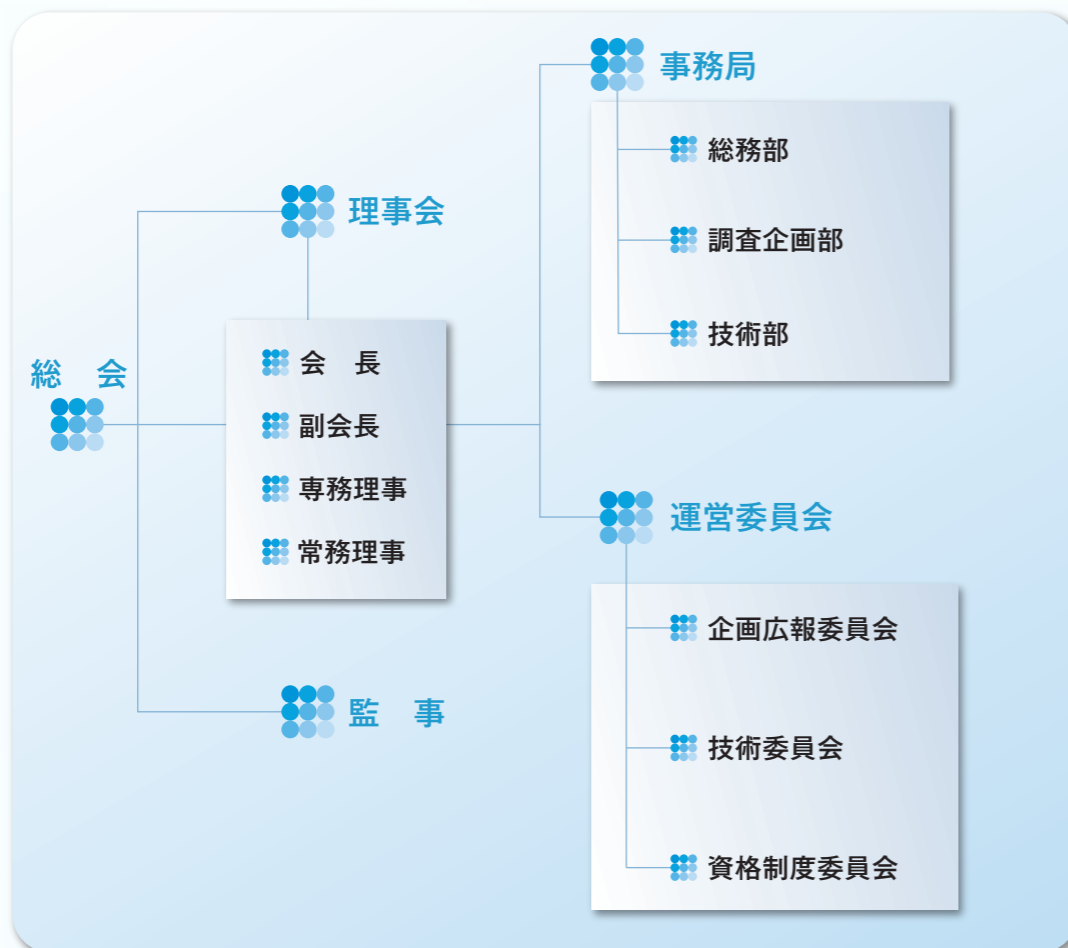 総　会
理事会
会　長
副会長
専務理事
常務理事
監　事
事務局
総務部
調査企画部
技術部
運営委員会
企画広報委員会
技術委員会
資格制度委員会